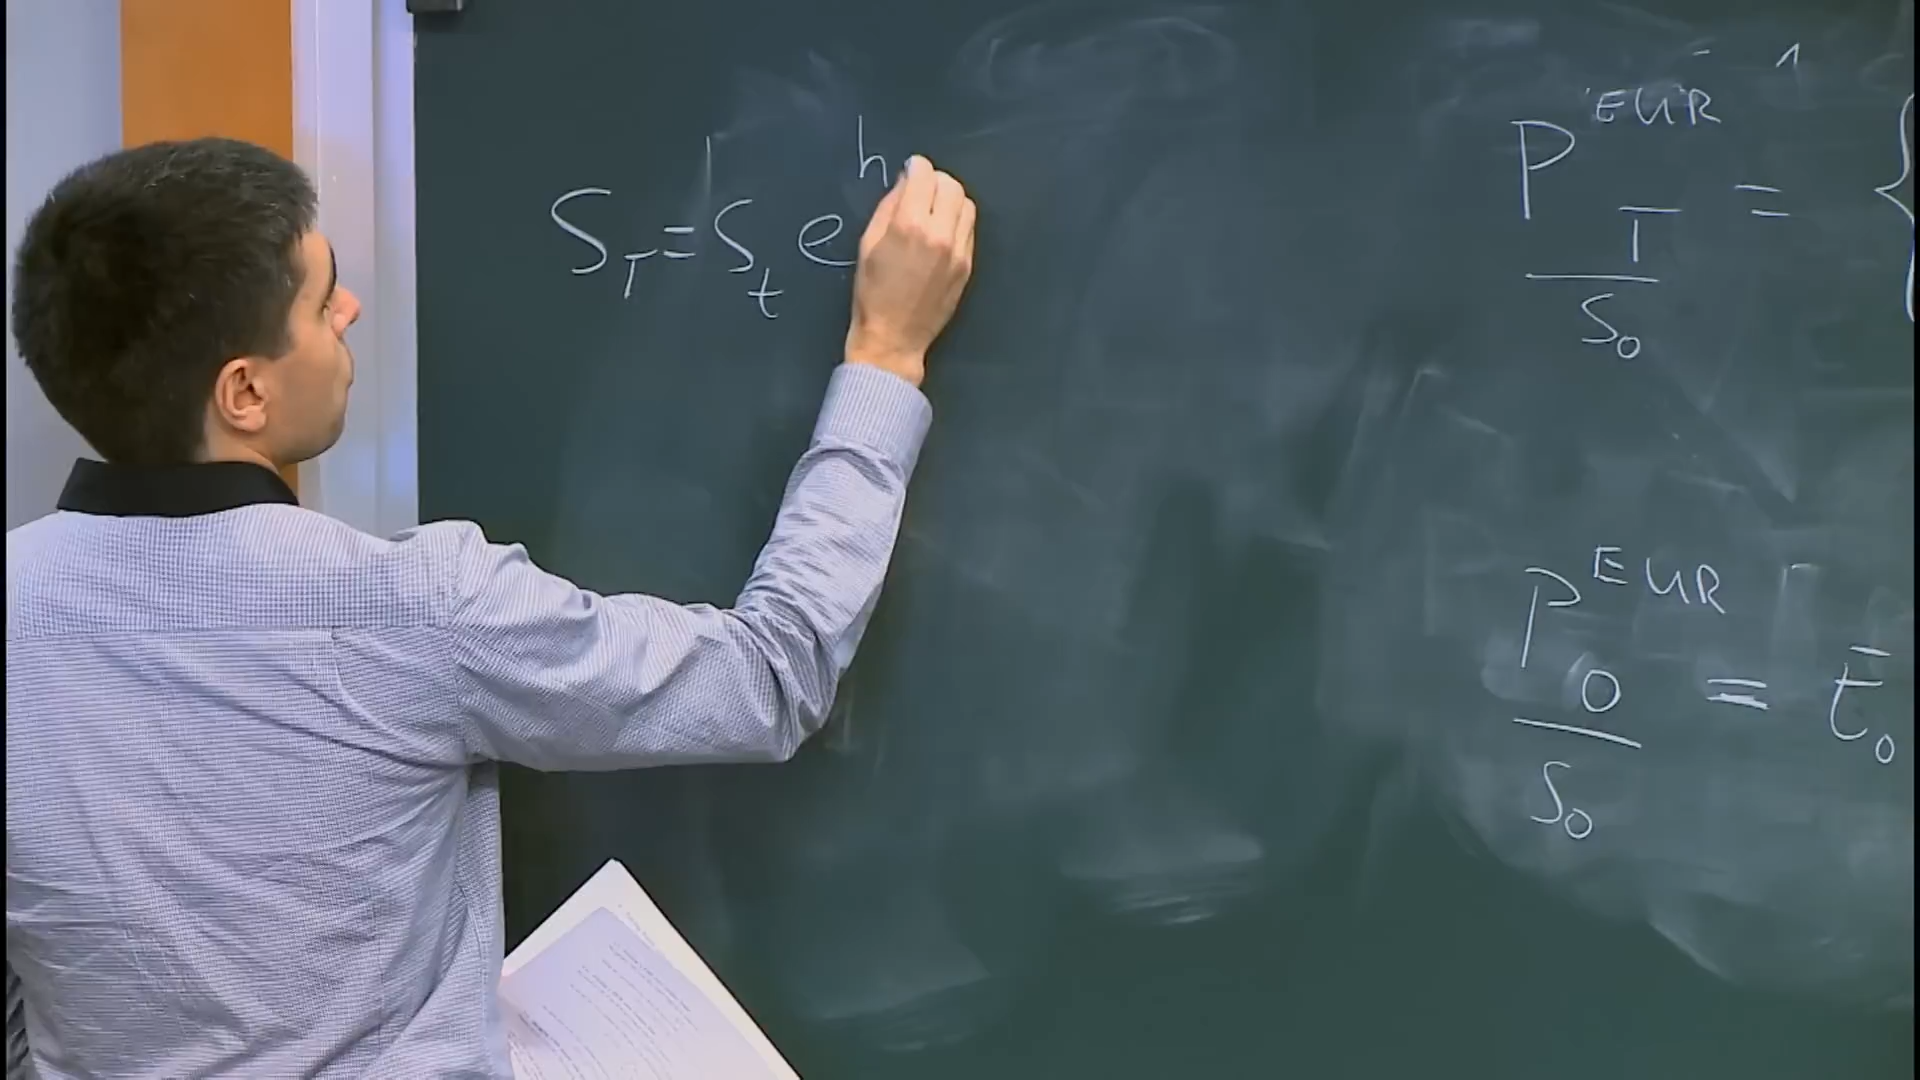 S_T = S_t e^h
P^EUR_T / S_0 = {
P^EUR_0 / S_0 = t_0